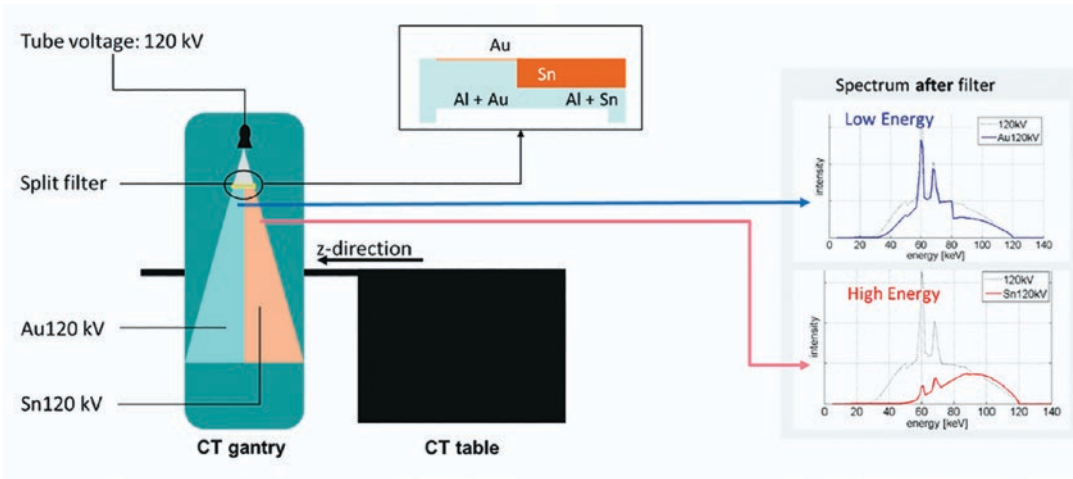 Tube voltage: 120 kV
Split filter
Au120 kV
Sn120 kV
CT gantry
Au
Sn
Al + Au
Al + Sn
z-direction
CT table
Spectrum after filter
Low Energy
120kV
Au120kV
intensity
0 20 40 60 80 100 120 140
energy [keV]
High Energy
120kV
Sn120kV
intensity
0 20 40 60 80 100 120 140
energy [keV]